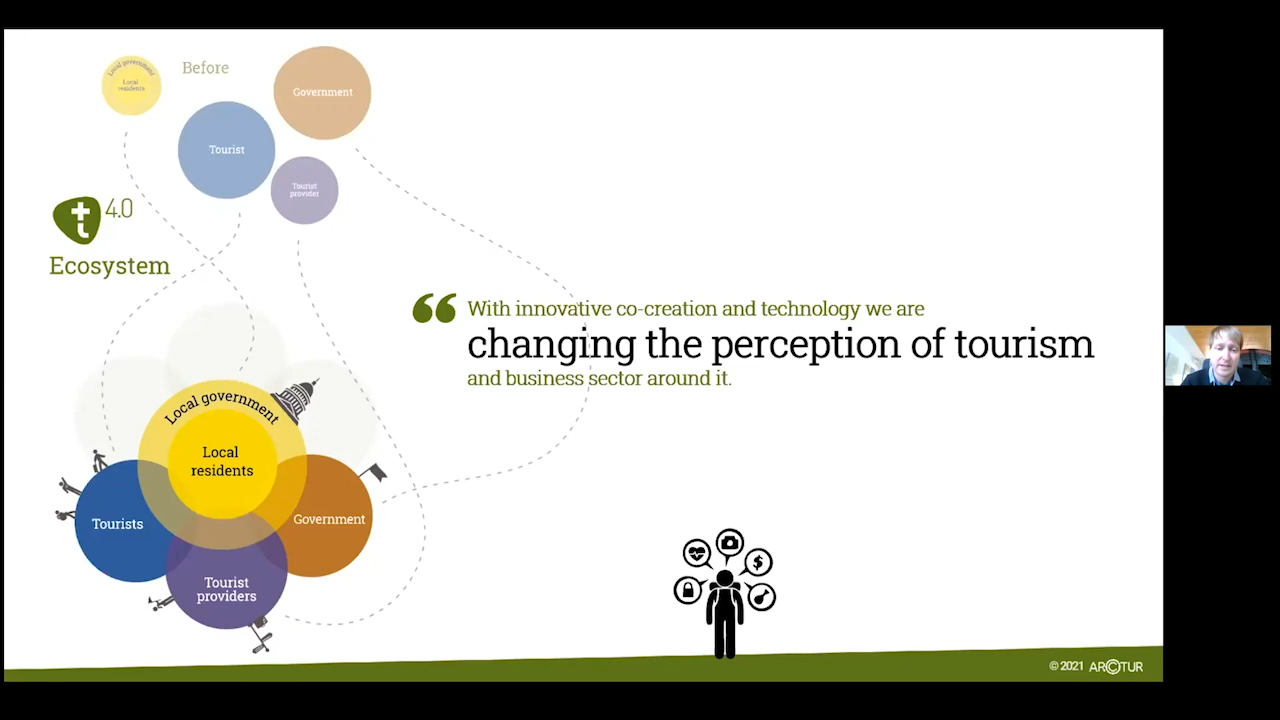 Local government
Local
residents
Before
Government
Tourist
Tourist
provider
t 4.0
Ecosystem
With innovative co-creation and technology we are
changing the perception of tourism
and business sector around it.
Local government
Local
residents
Tourists
Government
Tourist
providers
$
© 2021 ARCTUR